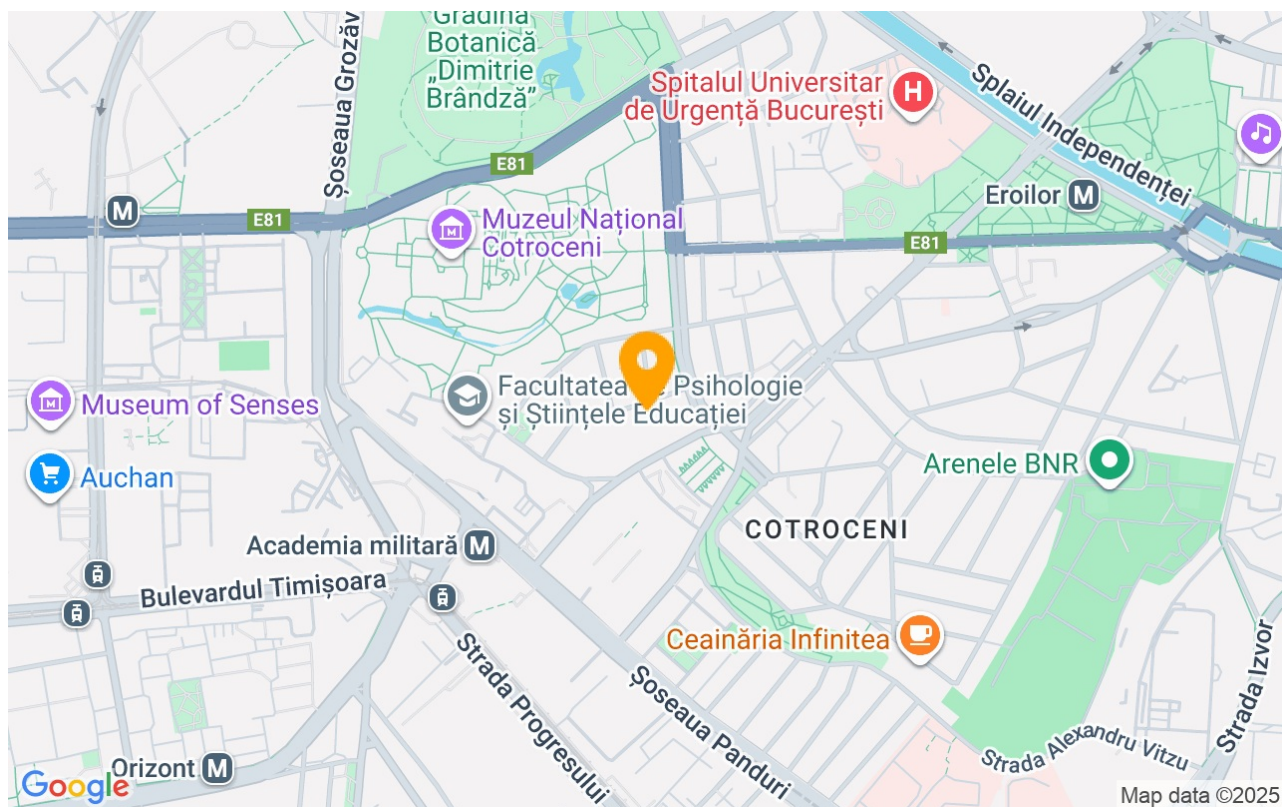 Grădina
Botanică
„Dimitrie
Brândză”
Șoseaua Grozăv
Spitalul Universitar
de Urgență București
H
Splaiul Independenței
E81
M
E81
Eroilor M
Muzeul Național
Cotroceni
E81
Facultatea de Psihologie
și Științele Educației
Museum of Senses
Auchan
Arenele BNR
COTROCENI
Academia militară M
Bulevardul Timișoara
Ceainăria Infinitea
Strada Progresului
Șoseaua Panduri
Strada Izvor
Strada Alexandru Vitzu
Orizont M
Google
Map data ©2025